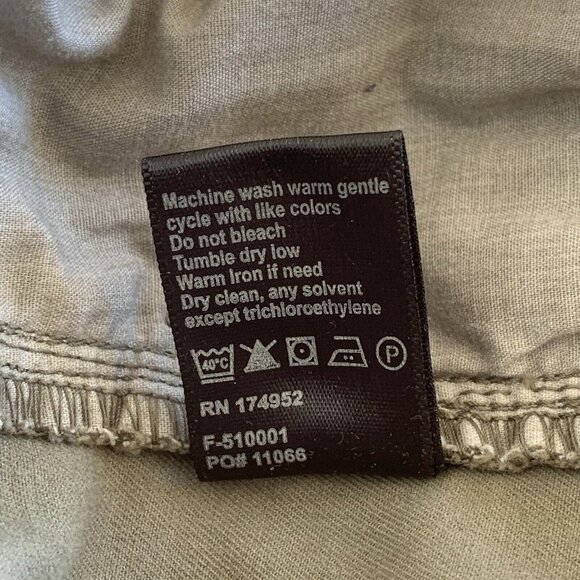 Machine wash warm gentle
cycle with like colors
Do not bleach
Tumble dry low
Warm Iron if need
Dry clean, any solvent
except trichloroethylene
40°C P
RN 174952
F-510001
PO# 11066